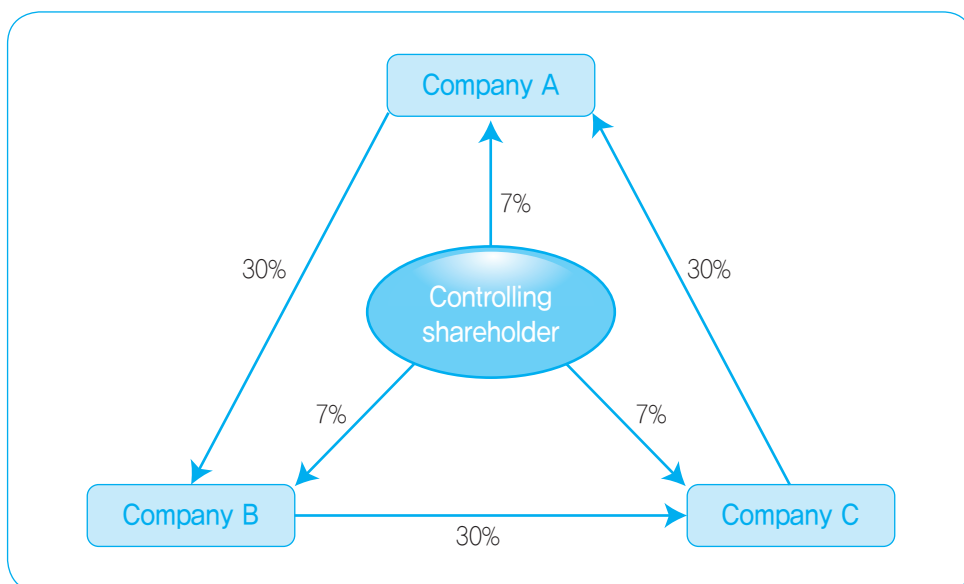 Company A
7%
30%
30%
Controlling
shareholder
7%
7%
Company B
Company C
30%